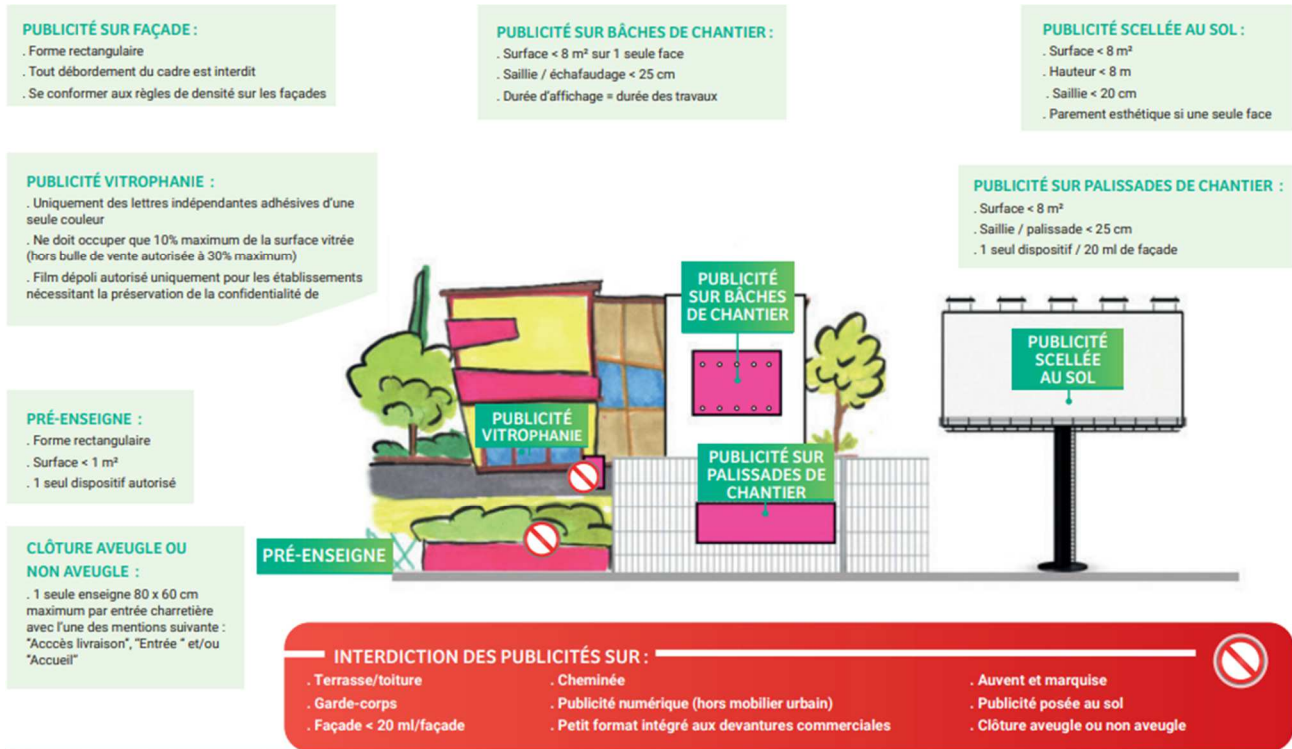 PUBLICITÉ SUR FAÇADE :
. Forme rectangulaire
. Tout débordement du cadre est interdit
. Se conformer aux règles de densité sur les façades
PUBLICITÉ SUR BÂCHES DE CHANTIER :
. Surface < 8 m² sur 1 seule face
. Saillie / échafaudage < 25 cm
. Durée d'affichage = durée des travaux
PUBLICITÉ SCELLÉE AU SOL :
. Surface < 8 m²
. Hauteur < 8 m
. Saillie < 20 cm
. Parement esthétique si une seule face
PUBLICITÉ VITROPHANIE :
. Uniquement des lettres indépendantes adhésives d'une
seule couleur
. Ne doit occuper que 10% maximum de la surface vitrée
(hors bulle de vente autorisée à 30% maximum)
. Film dépoli autorisé uniquement pour les établissements
nécessitant la préservation de la confidentialité de
PUBLICITÉ SUR PALISSADES DE CHANTIER :
. Surface < 8 m²
. Saillie / palissade < 25 cm
. 1 seul dispositif / 20 ml de façade
PUBLICITÉ
SUR BÂCHES
DE CHANTIER
PUBLICITÉ
SCELLÉE
AU SOL
PUBLICITÉ
VITROPHANIE
PUBLICITÉ SUR
PALISSADES DE
CHANTIER
PRÉ-ENSEIGNE :
. Forme rectangulaire
. Surface < 1 m²
. 1 seul dispositif autorisé
PRÉ-ENSEIGNE
CLÔTURE AVEUGLE OU
NON AVEUGLE :
. 1 seule enseigne 80 x 60 cm
maximum par entrée charretière
avec l'une des mentions suivante :
"Acccès livraison", "Entrée " et/ou
"Accueil"
INTERDICTION DES PUBLICITÉS SUR :
. Terrasse/toiture
. Garde-corps
. Façade < 20 ml/façade
. Cheminée
. Publicité numérique (hors mobilier urbain)
. Petit format intégré aux devantures commerciales
. Auvent et marquise
. Publicité posée au sol
. Clôture aveugle ou non aveugle